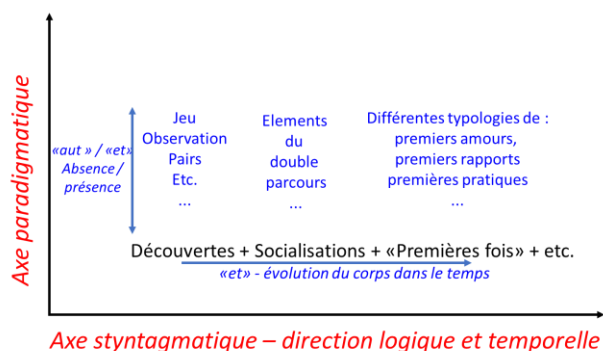 Axe paradigmatique
«aut » / «et»
Absence /
présence
Jeu
Observation
Pairs
Etc.
...
Elements
du
double
parcours
...
Différentes typologies de :
premiers amours,
premiers rapports
premières pratiques
...
Découvertes + Socialisations + «Premières fois» + etc.
«et» - évolution du corps dans le temps
Axe styntagmatique – direction logique et temporelle